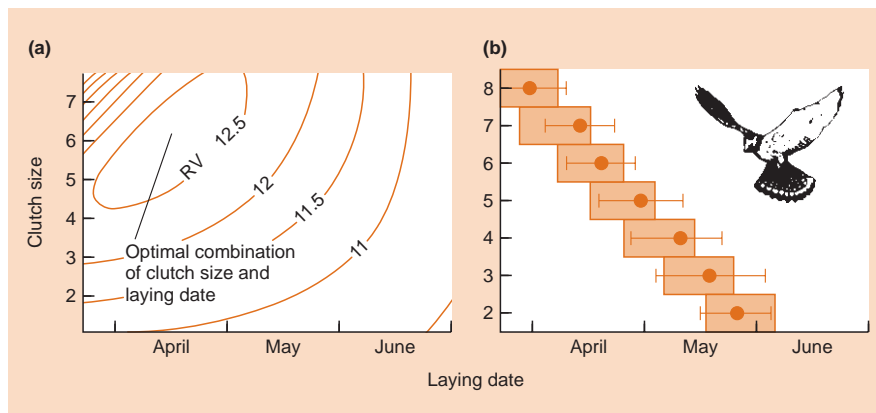 (a)
7
6
5
4
3
2
Clutch size
RV 12.5
12
11.5
11
Optimal combination
of clutch size and
laying date
April May June
(b)
8
7
6
5
4
3
2
April May June
Laying date